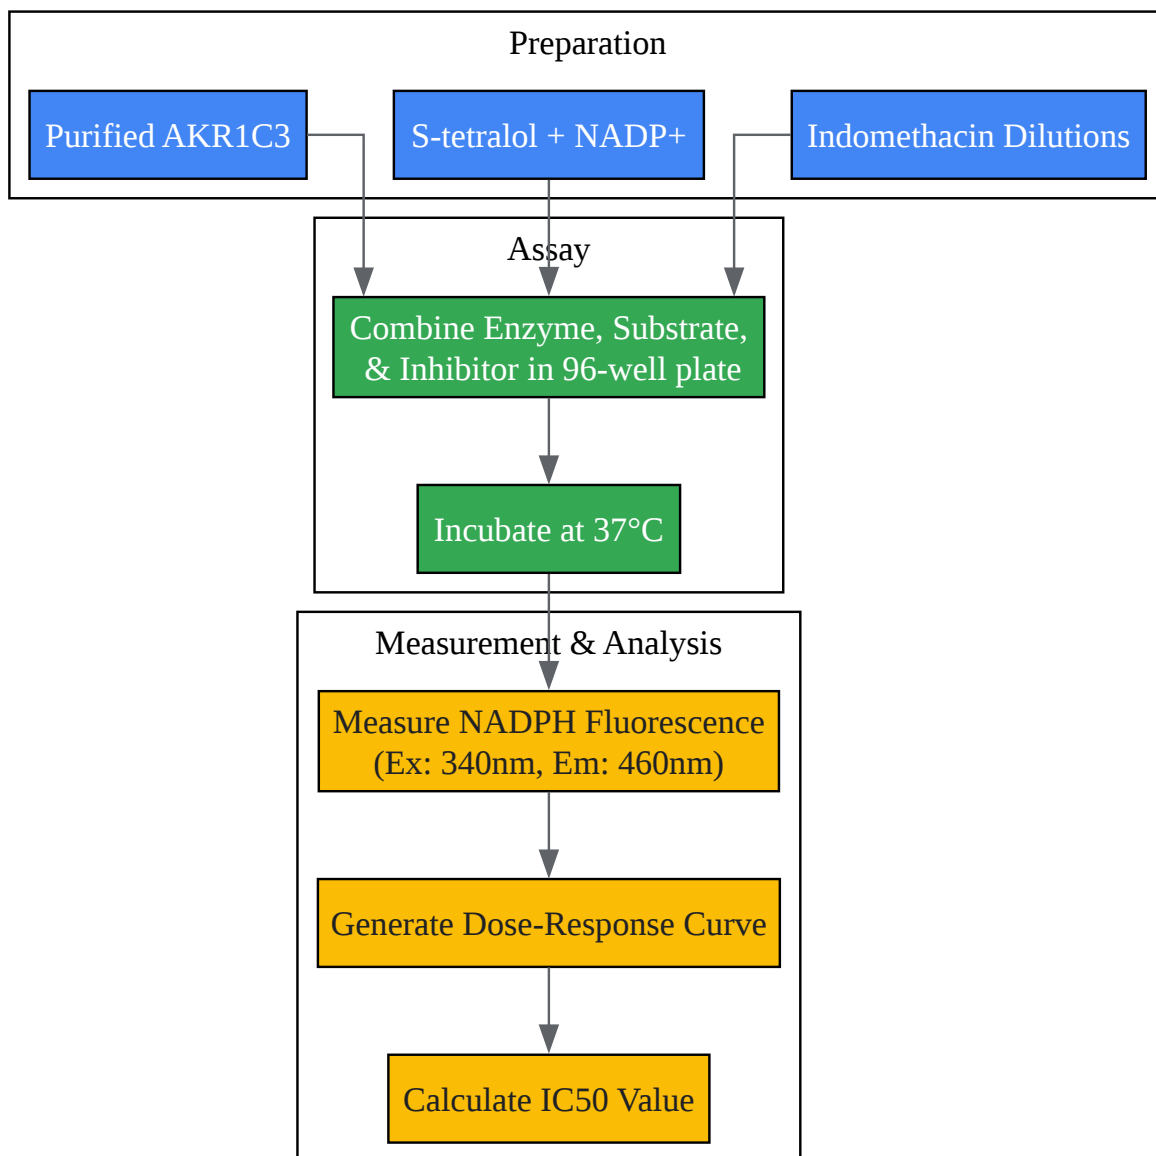 Preparation
Purified AKR1C3
S-tetralol + NADP+
Indomethacin Dilutions
Assay
Combine Enzyme, Substrate,
& Inhibitor in 96-well plate
Incubate at 37°C
Measurement & Analysis
Measure NADPH Fluorescence
(Ex: 340nm, Em: 460nm)
Generate Dose-Response Curve
Calculate IC50 Value